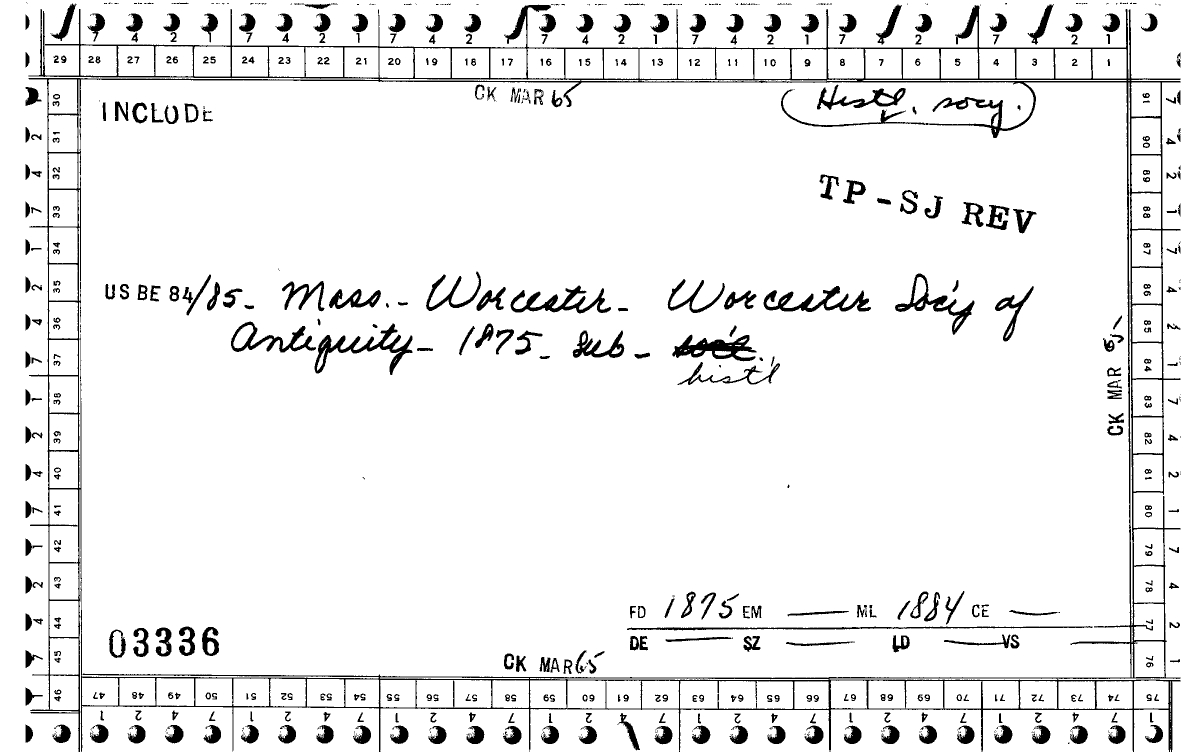 7 4 2 1 7 4 2 1 7 4 2 1 7 4 2 1 7 4 2 1 7 4 2 1 7 4 2 1
29 28 27 26 25 24 23 22 21 20 19 18 17 16 15 14 13 12 11 10 9 8 7 6 5 4 3 2 1
CK MAR 65
INCLUDE
Histl. socy.
TP-SJ REV
US BE 84/85- Mass. - Worcester - Worcester Soc'y of
Antiquity - 1875 - Sub -
hist'l
CK MAR 65
FD 1875 EM — ML 1884 CE —
DE — SZ — LD — VS —
03336
CK MAR 65
30 31 32 33 34 35 36 37 38 39 40 41 42 43 44 45 46
47 48 49 50 51 52 53 54 55 56 57 58 59 60 61 62 63 64 65 66 67 68 69 70 71 72 73 74 75
1 2 4 7 1 2 4 7 1 2 4 7 1 2 4 7 1 2 4 7 1 2 4 7 1 2 4 7
91 90 89 88 87 86 85 84 83 82 81 80 79 78 77 76